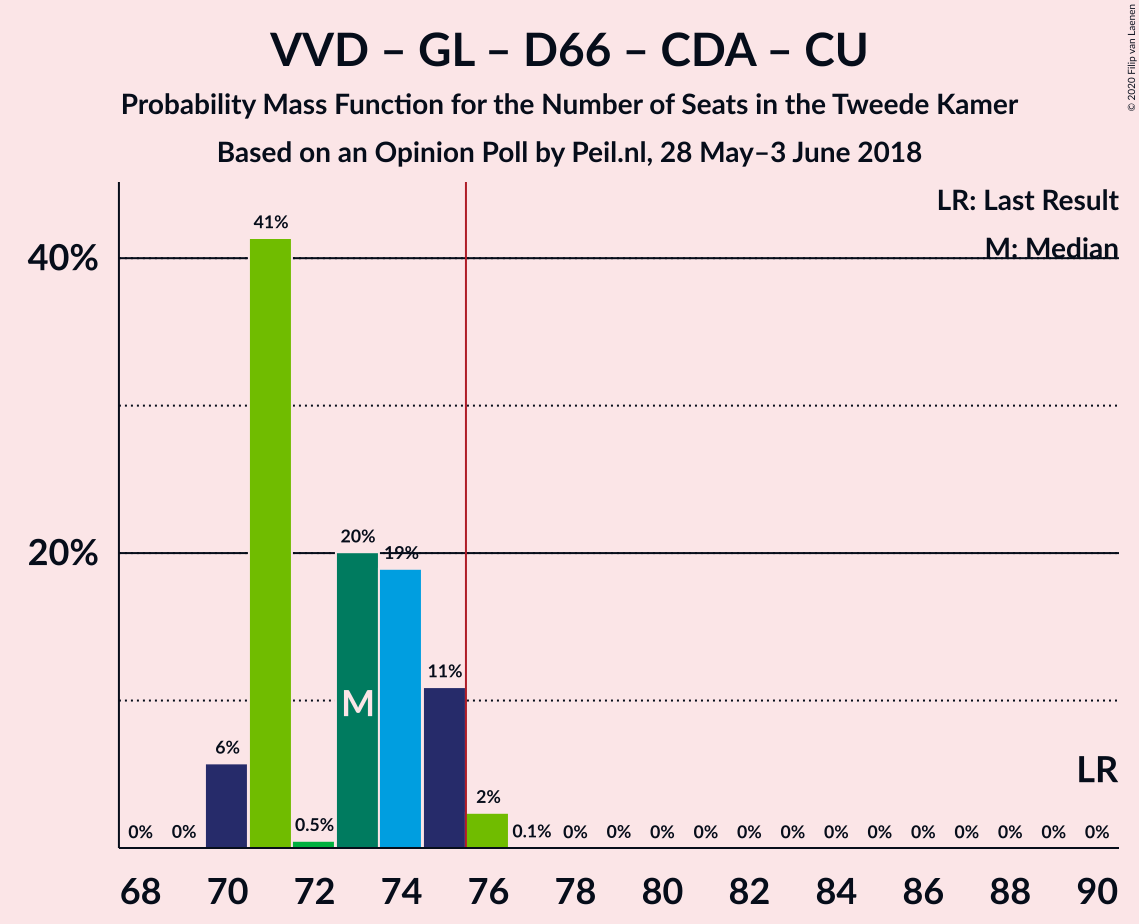 VVD – GL – D66 – CDA – CU
Probability Mass Function for the Number of Seats in the Tweede Kamer
Based on an Opinion Poll by Peil.nl, 28 May–3 June 2018
© 2020 Filip van Laenen
LR: Last Result
M: Median
40%
20%
0% 0% 6% 41% 0.5% 20% 19% 11% 2% 0.1% 0% 0% 0% 0% 0% 0% 0% 0% 0% 0% 0% 0% 0%
M
LR
68 70 72 74 76 78 80 82 84 86 88 90